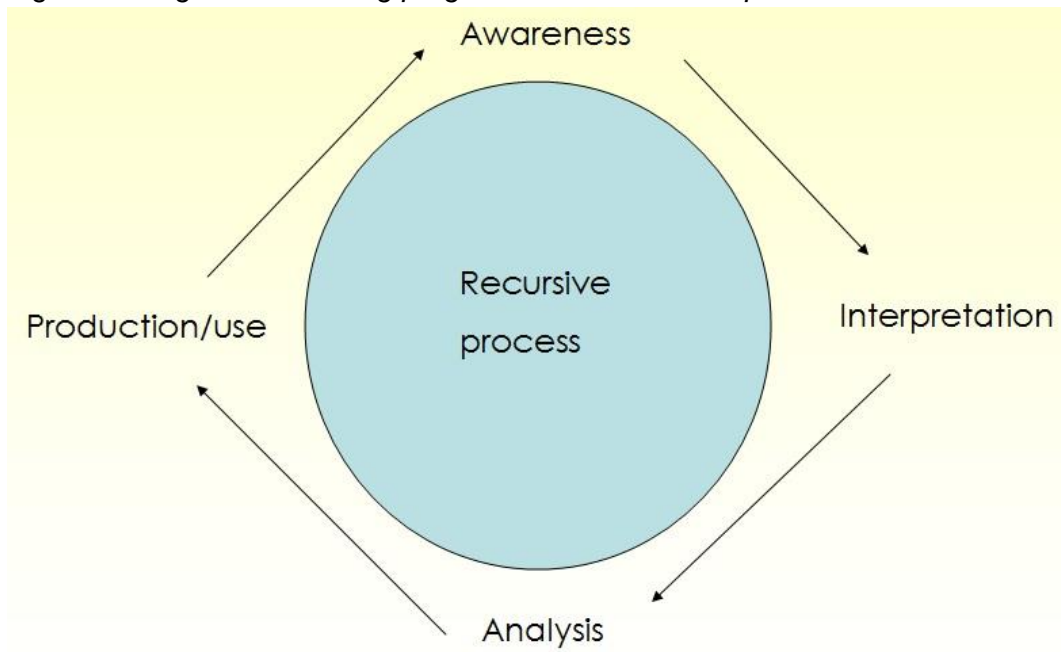 Awareness
Recursive
process
Production/use
Interpretation
Analysis